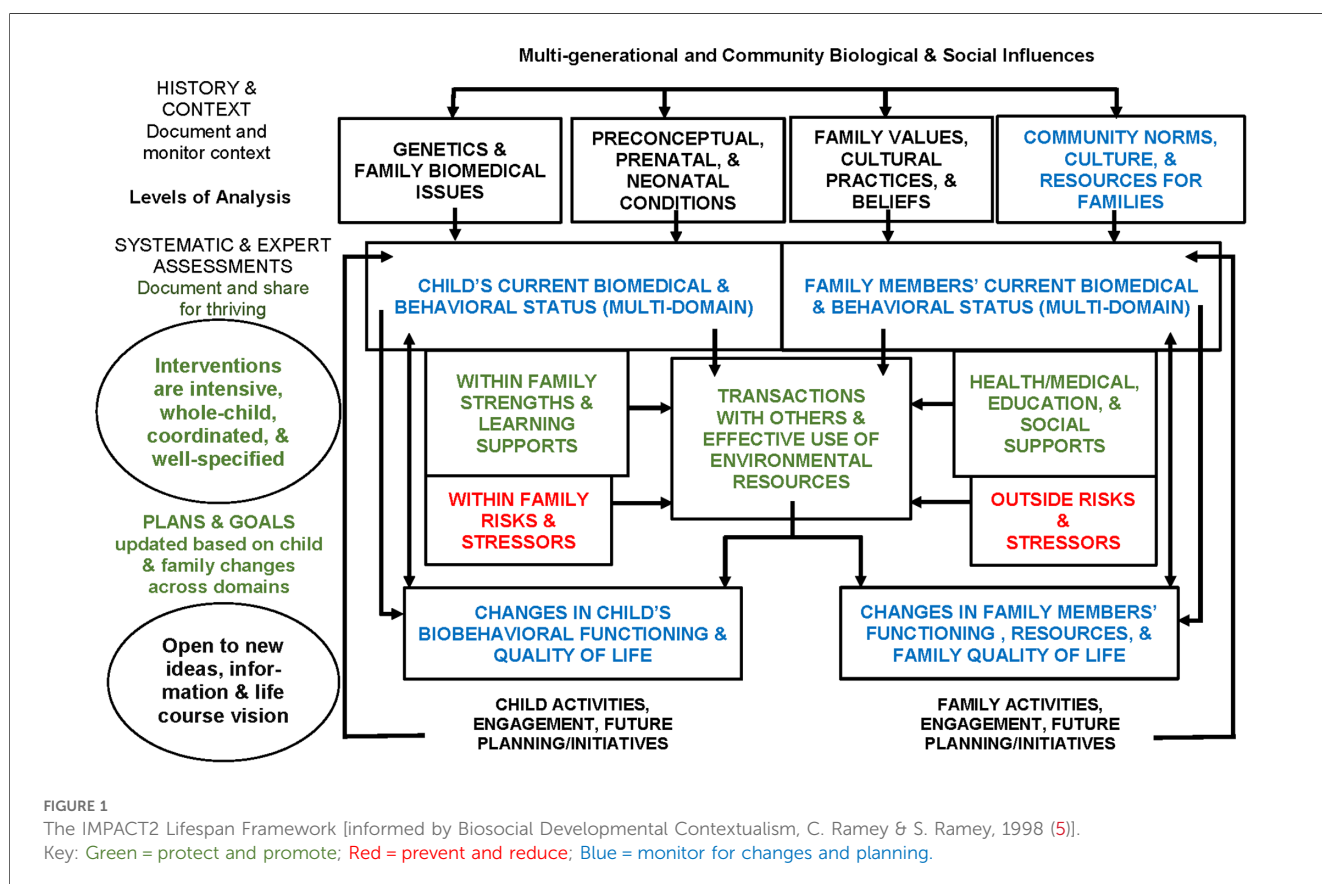 Multi-generational and Community Biological & Social Influences
HISTORY &
CONTEXT
Document and
monitor context
Levels of Analysis
GENETICS &
FAMILY BIOMEDICAL
ISSUES
PRECONCEPTUAL,
PRENATAL, &
NEONATAL
CONDITIONS
FAMILY VALUES,
CULTURAL
PRACTICES, &
BELIEFS
COMMUNITY NORMS,
CULTURE, &
RESOURCES FOR
FAMILIES
SYSTEMATIC & EXPERT
ASSESSMENTS
Document and share
for thriving
CHILD'S CURRENT BIOMEDICAL &
BEHAVIORAL STATUS (MULTI-DOMAIN)
FAMILY MEMBERS' CURRENT BIOMEDICAL
& BEHAVIORAL STATUS (MULTI-DOMAIN)
Interventions
are intensive,
whole-child,
coordinated, &
well-specified
WITHIN FAMILY
STRENGTHS &
LEARNING
SUPPORTS
TRANSACTIONS
WITH OTHERS &
EFFECTIVE USE OF
ENVIRONMENTAL
RESOURCES
HEALTH/MEDICAL,
EDUCATION, &
SOCIAL
SUPPORTS
WITHIN FAMILY
RISKS &
STRESSORS
OUTSIDE RISKS
&
STRESSORS
PLANS & GOALS
updated based on child
& family changes
across domains
CHANGES IN CHILD'S
BIOBEHAVIORAL FUNCTIONING &
QUALITY OF LIFE
CHANGES IN FAMILY MEMBERS'
FUNCTIONING , RESOURCES, &
FAMILY QUALITY OF LIFE
Open to new
ideas, infor-
mation & life
course vision
CHILD ACTIVITIES,
ENGAGEMENT, FUTURE
PLANNING/INITIATIVES
FAMILY ACTIVITIES,
ENGAGEMENT, FUTURE
PLANNING/INITIATIVES
FIGURE 1
The IMPACT2 Lifespan Framework [informed by Biosocial Developmental Contextualism, C. Ramey & S. Ramey, 1998 (5)].
Key: Green = protect and promote; Red = prevent and reduce; Blue = monitor for changes and planning.